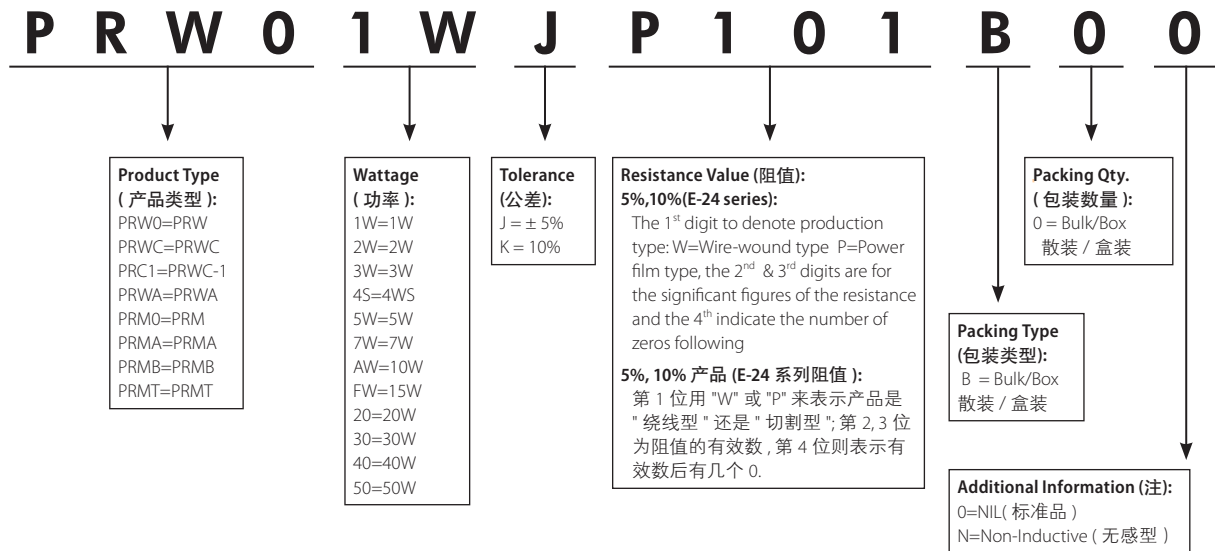 P R W 0 1 W J P 1 0 1 B 0 0
Product Type
( 产品类型 ):
PRW0=PRW
PRWC=PRWC
PRC1=PRWC-1
PRWA=PRWA
PRM0=PRM
PRMA=PRMA
PRMB=PRMB
PRMT=PRMT
Wattage
( 功率 ):
1W=1W
2W=2W
3W=3W
4S=4WS
5W=5W
7W=7W
AW=10W
FW=15W
20=20W
30=30W
40=40W
50=50W
Tolerance
(公差):
J = ± 5%
K = 10%
Resistance Value (阻值):
5%,10%(E-24 series):
The 1st digit to denote production
type: W=Wire-wound type P=Power
film type, the 2nd & 3rd digits are for
the significant figures of the resistance
and the 4th indicate the number of
zeros following
5%, 10% 产品 (E-24 系列阻值 ):
第 1 位用 "W" 或 "P" 来表示产品是
" 绕线型 " 还是 " 切割型 "; 第 2, 3 位
为阻值的有效数 , 第 4 位则表示有
效数后有几个 0.
Packing Type
(包装类型):
B = Bulk/Box
散装 / 盒装
Packing Qty.
( 包装数量 ):
0 = Bulk/Box
散装 / 盒装
Additional Information (注):
0=NIL( 标准品 )
N=Non-Inductive ( 无感型 )